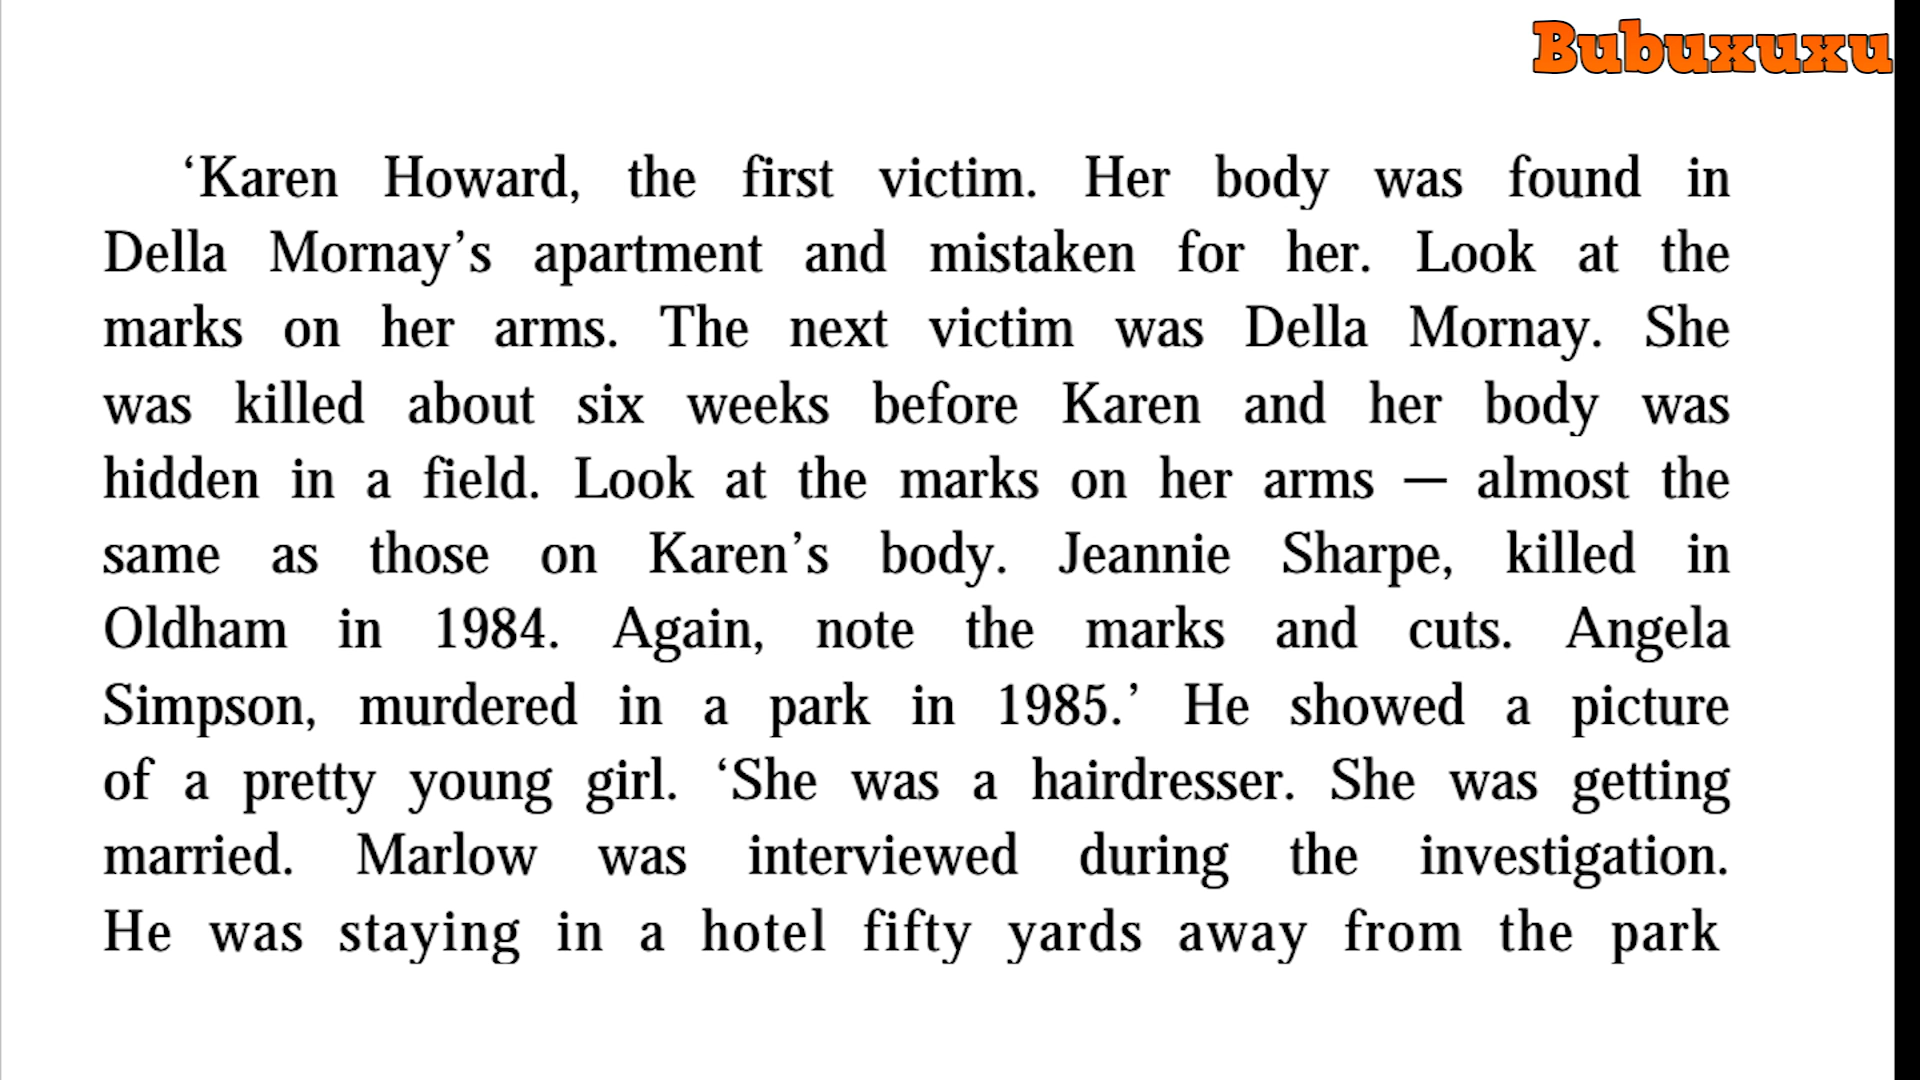 Bubuxuxu
‘Karen Howard, the first victim. Her body was found in
Della Mornay’s apartment and mistaken for her. Look at the
marks on her arms. The next victim was Della Mornay. She
was killed about six weeks before Karen and her body was
hidden in a field. Look at the marks on her arms — almost the
same as those on Karen’s body. Jeannie Sharpe, killed in
Oldham in 1984. Again, note the marks and cuts. Angela
Simpson, murdered in a park in 1985.’ He showed a picture
of a pretty young girl. ‘She was a hairdresser. She was getting
married. Marlow was interviewed during the investigation.
He was staying in a hotel fifty yards away from the park